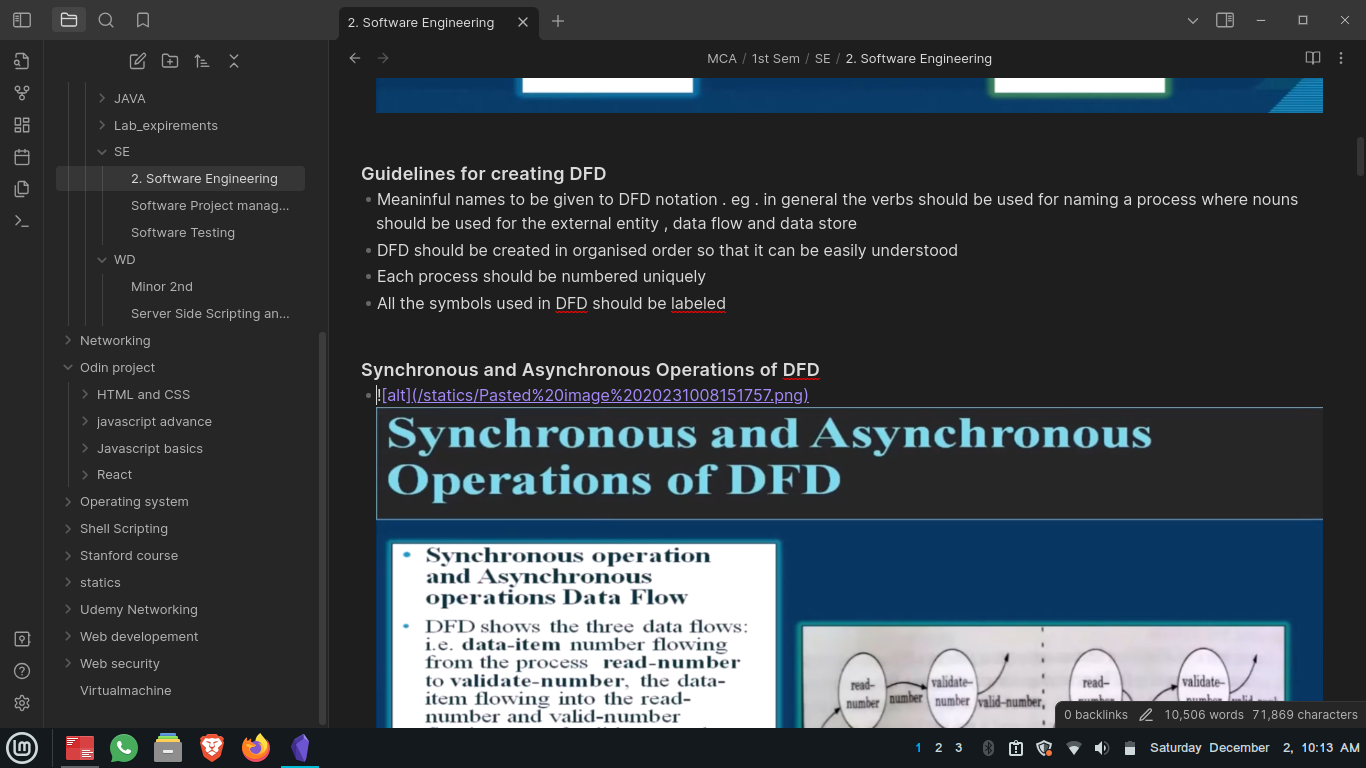 2. Software Engineering
MCA / 1st Sem / SE / 2. Software Engineering
JAVA
Lab_expirements
SE
2. Software Engineering
Software Project manag...
Software Testing
WD
Minor 2nd
Server Side Scripting an...
Networking
Odin project
HTML and CSS
javascript advance
Javascript basics
React
Operating system
Shell Scripting
Stanford course
statics
Udemy Networking
Web developement
Web security
Virtualmachine
Guidelines for creating DFD
Meaninful names to be given to DFD notation . eg . in general the verbs should be used for naming a process where nouns
should be used for the external entity , data flow and data store
DFD should be created in organised order so that it can be easily understood
Each process should be numbered uniquely
All the symbols used in DFD should be labeled
Synchronous and Asynchronous Operations of DFD
![alt](/statics/Pasted%20image%2020231008151757.png)
Synchronous and Asynchronous
Operations of DFD
Synchronous operation
and Asynchronous
operations Data Flow
DFD shows the three data flows:
i.e. data-item number flowing
from the process read-number
to validate-number, the data-
item flowing into the read-
number and valid-number
read-
number
number
validate-
number
valid-number,
read-
number
validate-
0 backlinks
10,506 words
71,869 characters
1 2 3
Saturday December 2, 10:13 AM